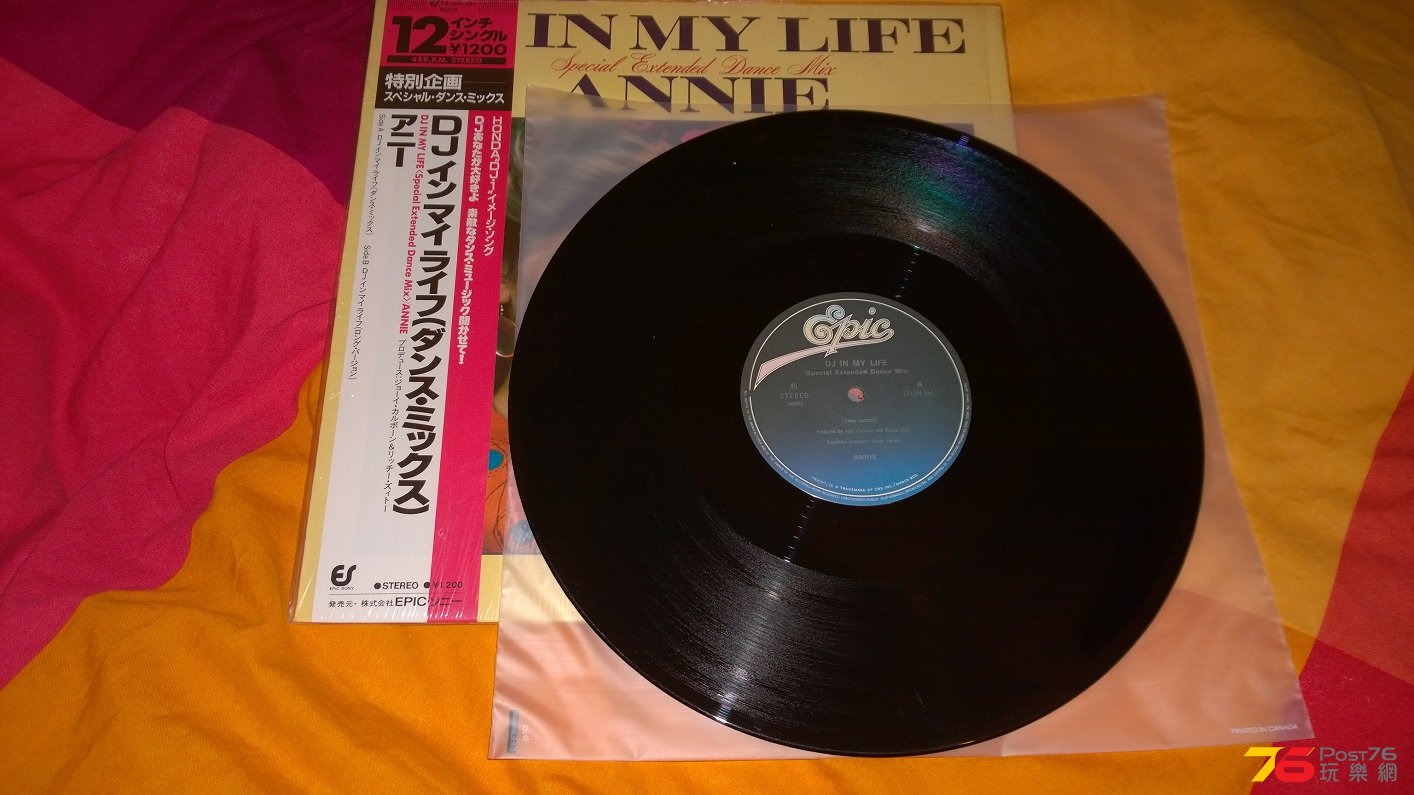 12インチ
シングル
¥1200
45R.P.M. STEREO
特別企画
スペシャル・ダンス・ミックス
HONDA“DJ・1”イメージ・ソング
DJあなたが大好きよ 素敵なダンス・ミュージック聞かせて!
DJ イン マイ ライフ(ダンス・ミックス)
DJ IN MY LIFE〈Special Extended Dance Mix〉/ANNIE プロデュース:ジョーイ・カルボーン&リッチー・ズィトー
アニー
Side A DJ イン マイ ライフ(ダンス・ミックス) Side B DJ イン マイ ライフ(ロング・バージョン)
ES
EPIC SONY
●STEREO ●¥1,200
発売元・株式会社EPIC・ソニー
IN MY LIFE
Special Extended Dance Mix
ANNIE
Epic
DJ IN MY LIFE
(Special Extended Dance Mix)
45
STEREO
A
12・3H-161
ANNIE
PRINTED IN CANADA
76 POST76
玩樂網